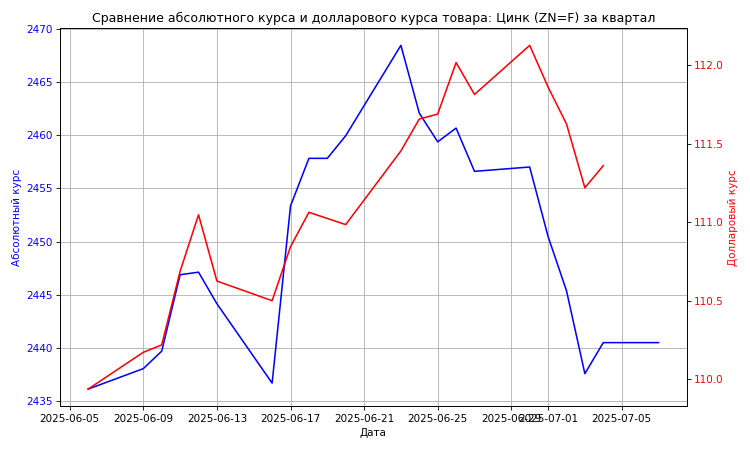 Сравнение абсолютного курса и долларового курса товара: Цинк (ZN=F) за квартал
2470
2465
2460
2455
2450
2445
2440
2435
Абсолютный курс
112.0
111.5
111.0
110.5
110.0
Долларовый курс
2025-06-05 2025-06-09 2025-06-13 2025-06-17 2025-06-21 2025-06-25 2025-06-29 2025-07-01 2025-07-05
Дата